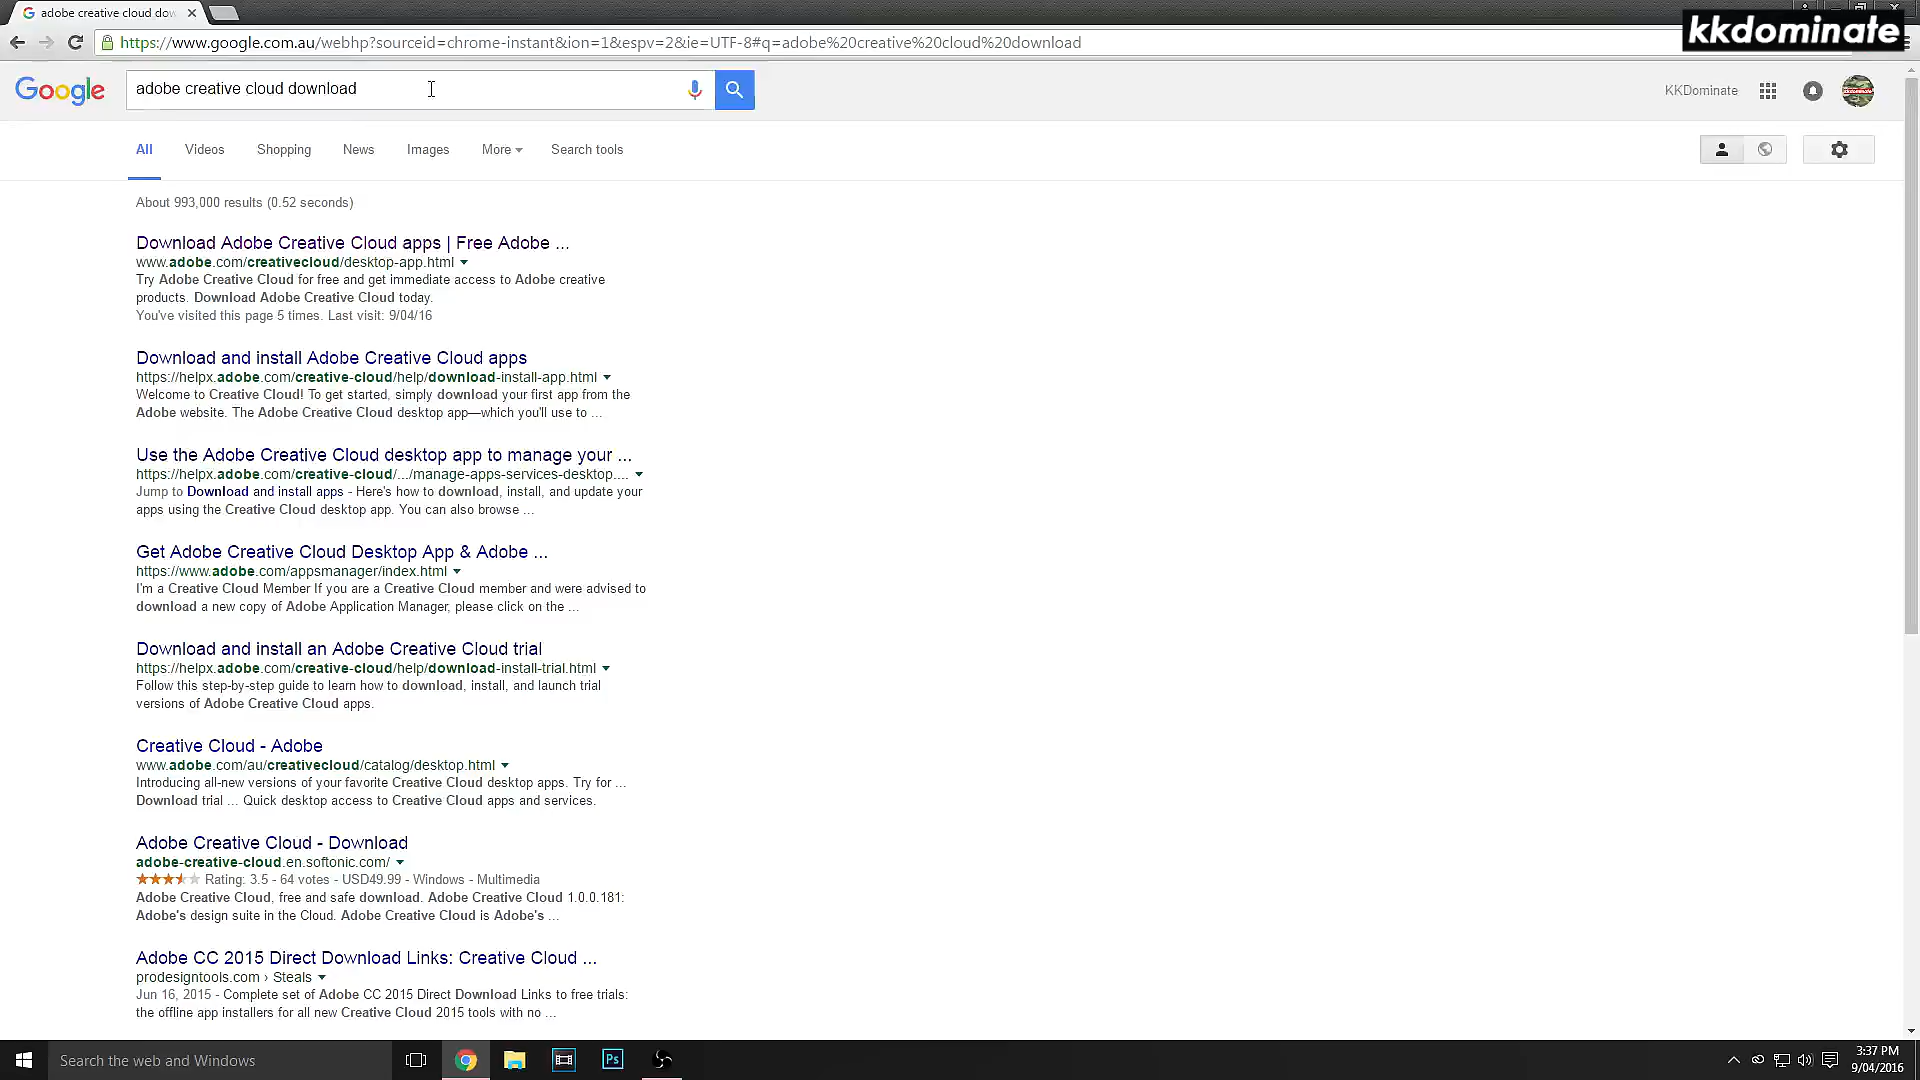 adobe creative cloud dow
https://www.google.com.au/webhp?sourceid=chrome-instant&ion=1&espv=2&ie=UTF-8#q=adobe%20creative%20cloud%20download
kkdominate
Google
adobe creative cloud download
KKDominate
All Videos Shopping News Images More Search tools
About 993,000 results (0.52 seconds)
Download Adobe Creative Cloud apps | Free Adobe ...
www.adobe.com/creativecloud/desktop-app.html
Try Adobe Creative Cloud for free and get immediate access to Adobe creative
products. Download Adobe Creative Cloud today.
You've visited this page 5 times. Last visit: 9/04/16
Download and install Adobe Creative Cloud apps
https://helpx.adobe.com/creative-cloud/help/download-install-app.html
Welcome to Creative Cloud! To get started, simply download your first app from the
Adobe website. The Adobe Creative Cloud desktop app—which you'll use to ...
Use the Adobe Creative Cloud desktop app to manage your ...
https://helpx.adobe.com/creative-cloud/.../manage-apps-services-desktop....
Jump to Download and install apps - Here's how to download, install, and update your
apps using the Creative Cloud desktop app. You can also browse ...
Get Adobe Creative Cloud Desktop App & Adobe ...
https://www.adobe.com/appsmanager/index.html
I'm a Creative Cloud Member If you are a Creative Cloud member and were advised to
download a new copy of Adobe Application Manager, please click on the ...
Download and install an Adobe Creative Cloud trial
https://helpx.adobe.com/creative-cloud/help/download-install-trial.html
Follow this step-by-step guide to learn how to download, install, and launch trial
versions of Adobe Creative Cloud apps.
Creative Cloud - Adobe
www.adobe.com/au/creativecloud/catalog/desktop.html
Introducing all-new versions of your favorite Creative Cloud desktop apps. Try for ...
Download trial ... Quick desktop access to Creative Cloud apps and services.
Adobe Creative Cloud - Download
adobe-creative-cloud.en.softonic.com/
Rating: 3.5 - 64 votes - USD49.99 - Windows - Multimedia
Adobe Creative Cloud, free and safe download. Adobe Creative Cloud 1.0.0.181:
Adobe's design suite in the Cloud. Adobe Creative Cloud is Adobe's ...
Adobe CC 2015 Direct Download Links: Creative Cloud ...
prodesigntools.com › Steals
Jun 16, 2015 - Complete set of Adobe CC 2015 Direct Download Links to free trials:
the offline app installers for all new Creative Cloud 2015 tools with no ...
Search the web and Windows
Ps
3:37 PM
9/04/2016